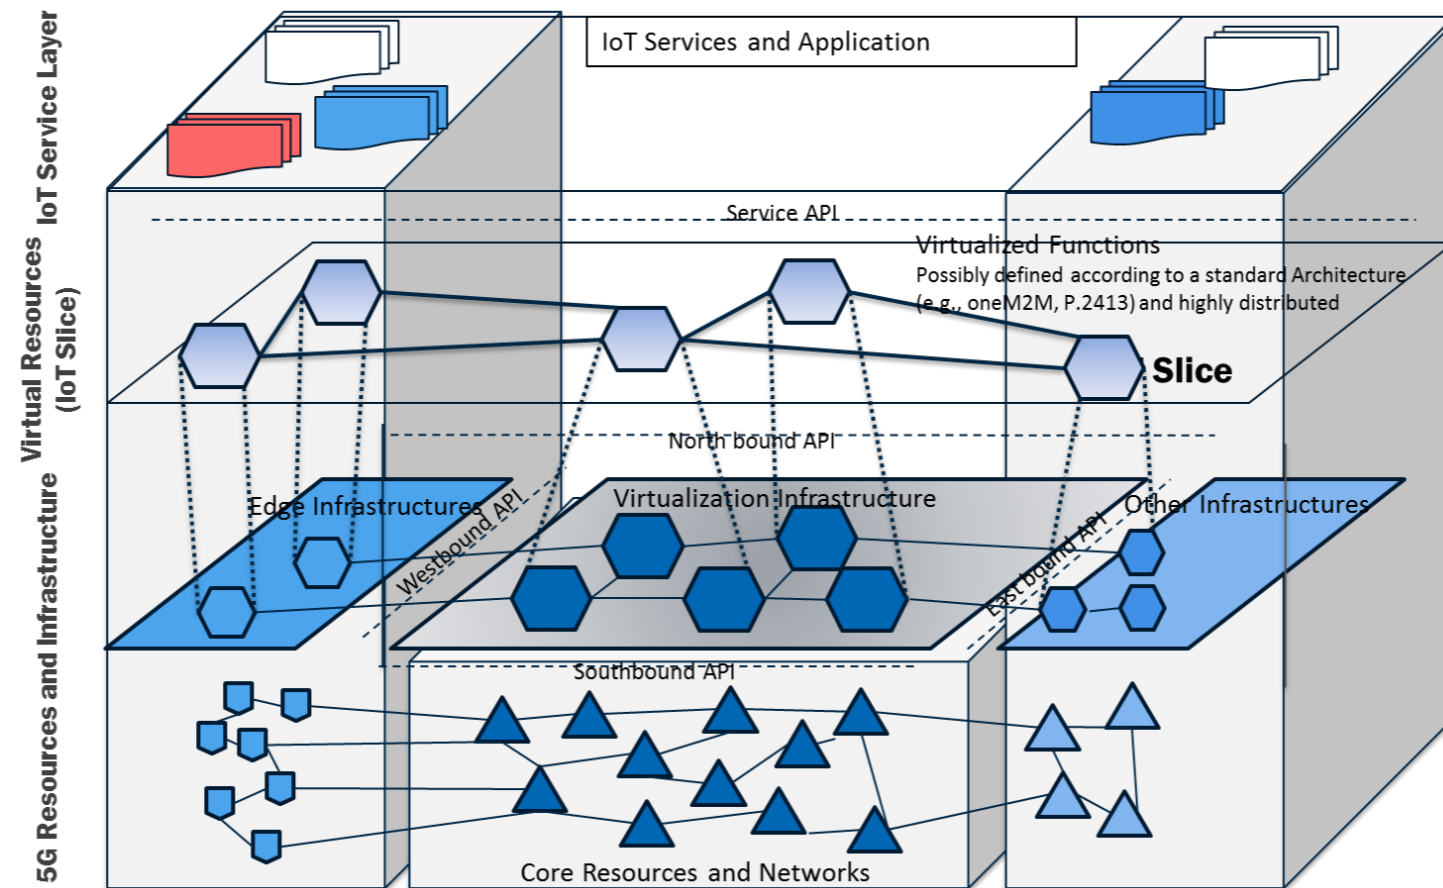 IoT Service Layer
IoT Services and Application
Service API
Virtual Resources
(IoT Slice)
Virtualized Functions
Possibly defined according to a standard Architecture
(e.g., oneM2M, P.2413) and highly distributed
Slice
North bound API
5G Resources and Infrastructure
Edge Infrastructures
Westbound API
Virtualization Infrastructure
East bound API
Other Infrastructures
Southbound API
Core Resources and Networks